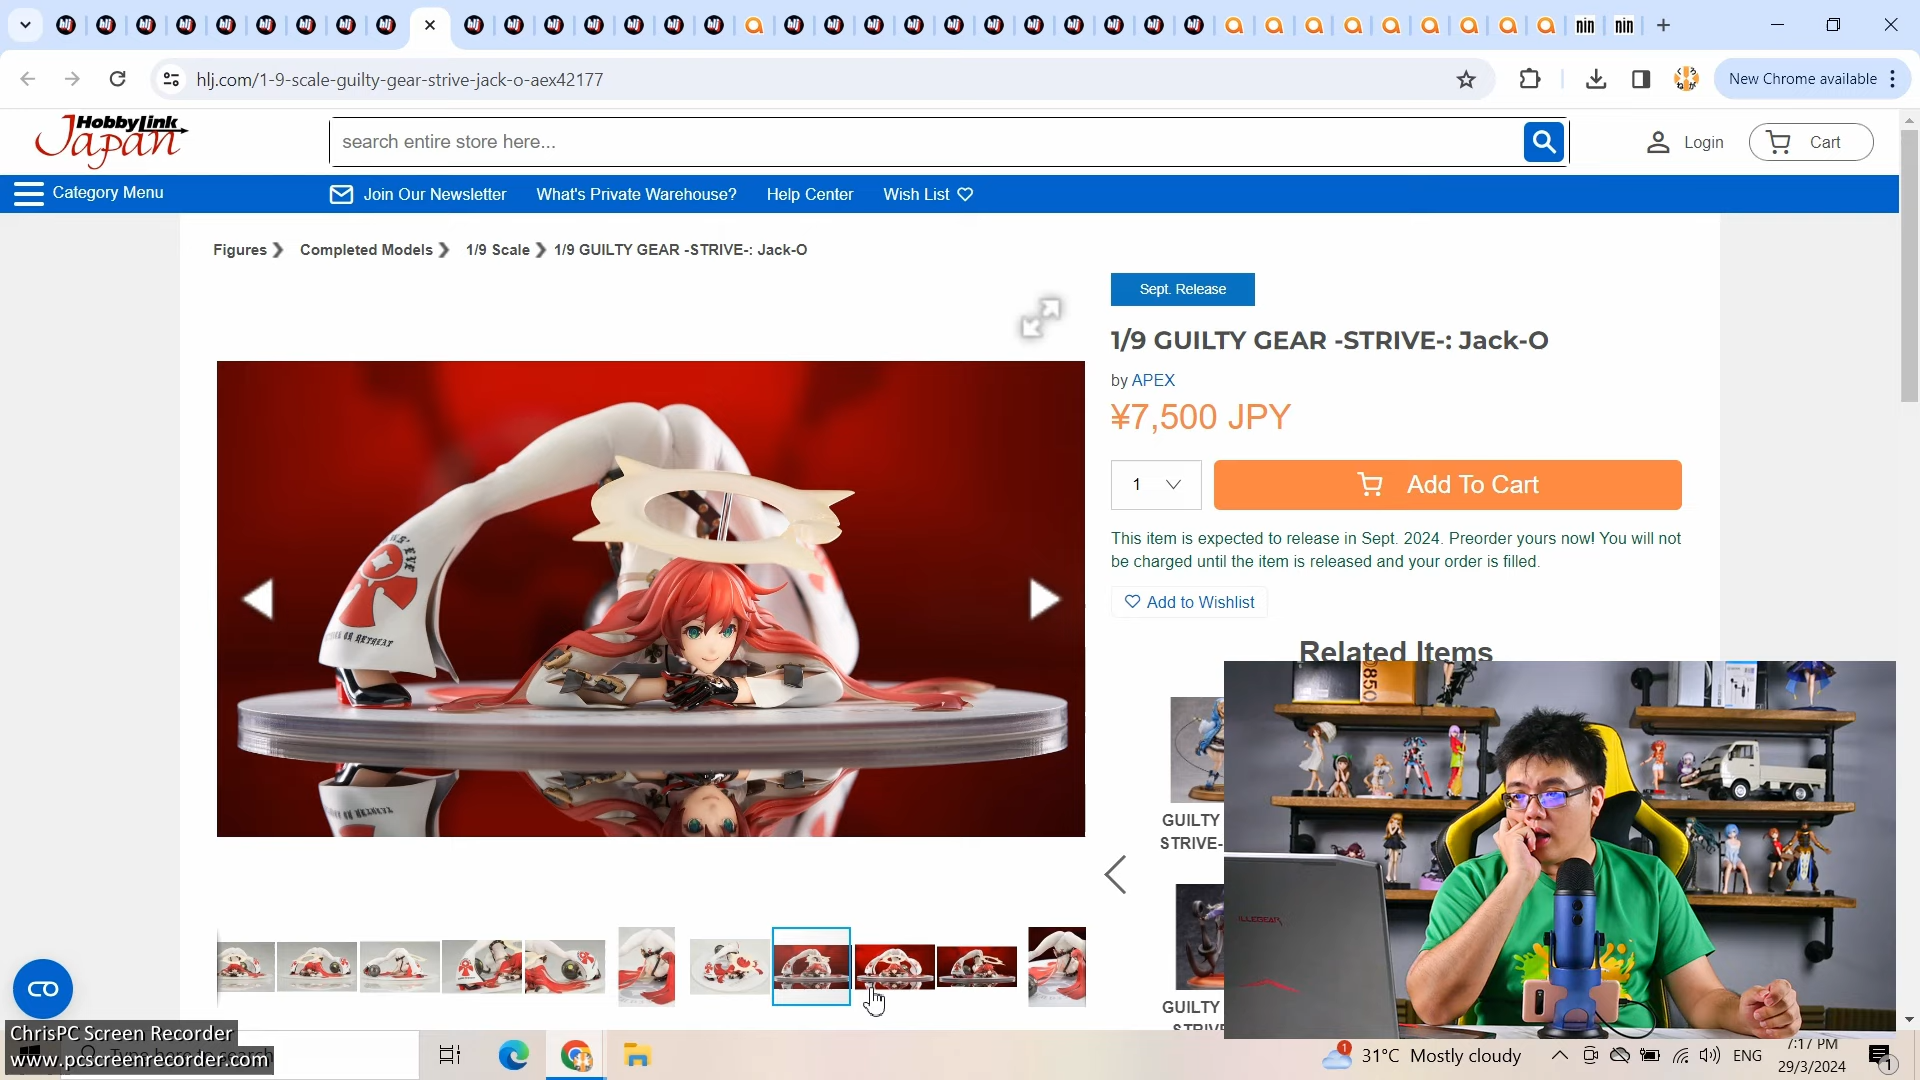 hlj.com/1-9-scale-guilty-gear-strive-jack-o-aex42177
New Chrome available
HobbyLink
Japan
search entire store here...
Login
Cart
Category Menu
Join Our Newsletter
What's Private Warehouse?
Help Center
Wish List
Figures
Completed Models
1/9 Scale
1/9 GUILTY GEAR -STRIVE-: Jack-O
Sept. Release
1/9 GUILTY GEAR -STRIVE-: Jack-O
by APEX
¥7,500 JPY
1
Add To Cart
This item is expected to release in Sept. 2024. Preorder yours now! You will not
be charged until the item is released and your order is filled.
Add to Wishlist
Related Items
GUILTY
STRIVE-
GUILTY
STRIVE-
ChrisPC Screen Recorder
www.pcscreenrecorder.com
31°C Mostly cloudy
ENG
7:17 PM
29/3/2024
1